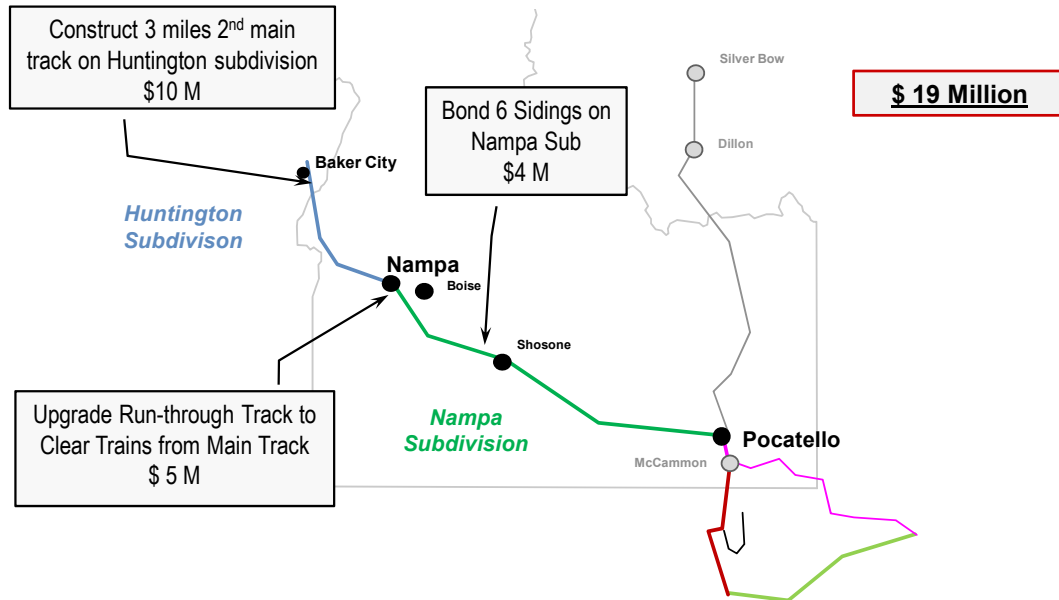 Construct 3 miles 2nd main
track on Huntington subdivision
$10 M
Silver Bow
$ 19 Million
Bond 6 Sidings on
Nampa Sub
$4 M
Dillon
Baker City
Huntington
Subdivison
Nampa
Boise
Shosone
Upgrade Run-through Track to
Clear Trains from Main Track
$ 5 M
Nampa
Subdivision
Pocatello
McCammon